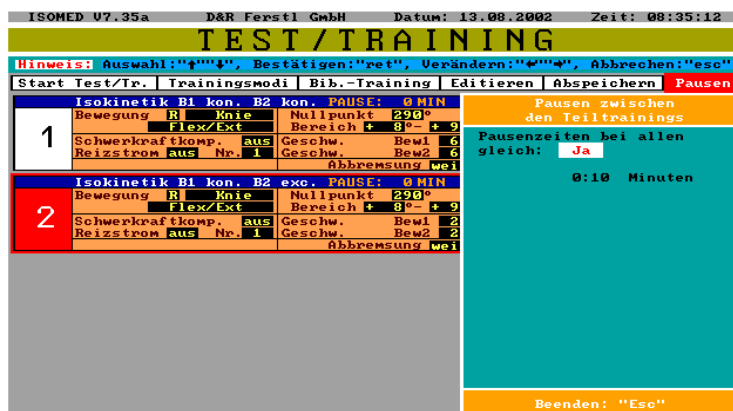 ISOMED V7.35a D&R Ferstl GmbH Datum: 13.08.2002 Zeit: 08:35:12
TEST/TRAINING
Hinweis: Auswahl:"↑""↓", Bestätigen:"ret", Verändern:"←""→", Abbrechen:"esc"
Start Test/Tr. Trainingsmodi Bib.-Training Editieren Abspeichern Pausen
1
Isokinetik B1 kon. B2 kon. PAUSE: 0 MIN
Bewegung R Knie Nullpunkt 290°
Flex/Ext Bereich + 8°- + 9
Schwerkraftkomp. aus Geschw. Bew1 6
Reizstrom aus Nr. 1 Geschw. Bew2 6
Abbremsung wei
2
Isokinetik B1 kon. B2 exc. PAUSE: 0 MIN
Bewegung R Knie Nullpunkt 290°
Flex/Ext Bereich + 8°- + 9
Schwerkraftkomp. aus Geschw. Bew1 2
Reizstrom aus Nr. 1 Geschw. Bew2 2
Abbremsung wei
Pausen zwischen
den Teiltrainings
Pausenzeiten bei allen
gleich: Ja
0:10 Minuten
Beenden: "Esc"